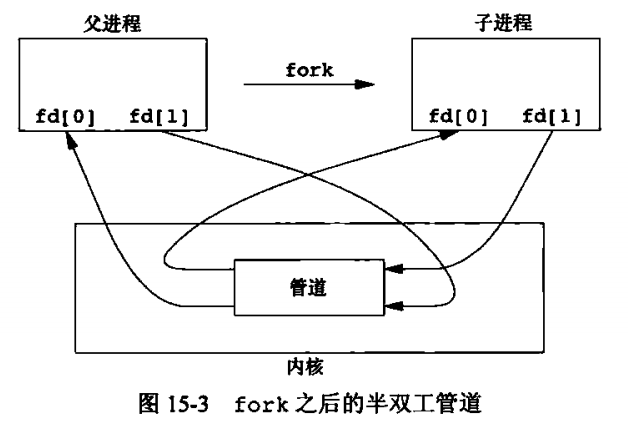 父进程
子进程
fork
fd[0]
fd[1]
fd[0]
fd[1]
管道
内核
图 15-3 fork 之后的半双工管道